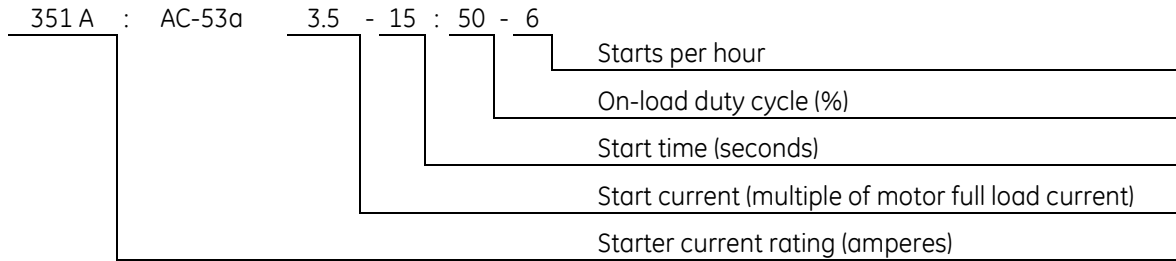 351 A : AC-53a 3.5 - 15 : 50 - 6
Starts per hour
On-load duty cycle (%)
Start time (seconds)
Start current (multiple of motor full load current)
Starter current rating (amperes)